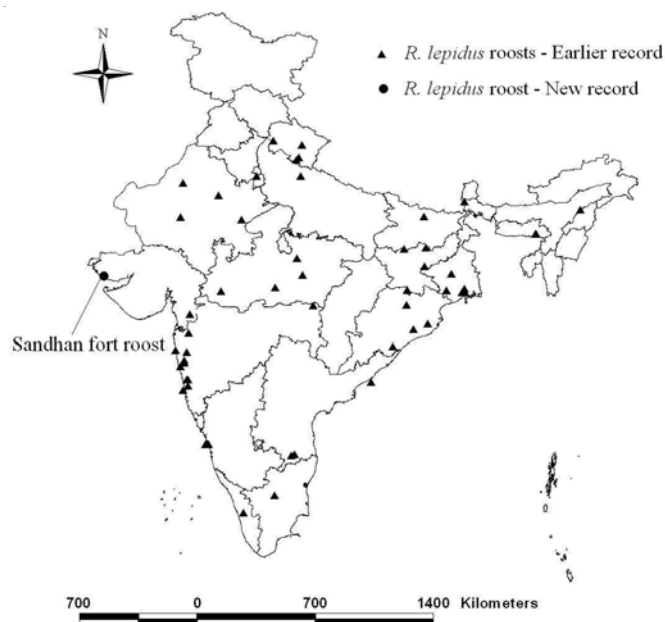 N
▲ R. lepidus roosts - Earlier record
● R. lepidus roost - New record
Sandhan fort roost
700 0 700 1400 Kilometers